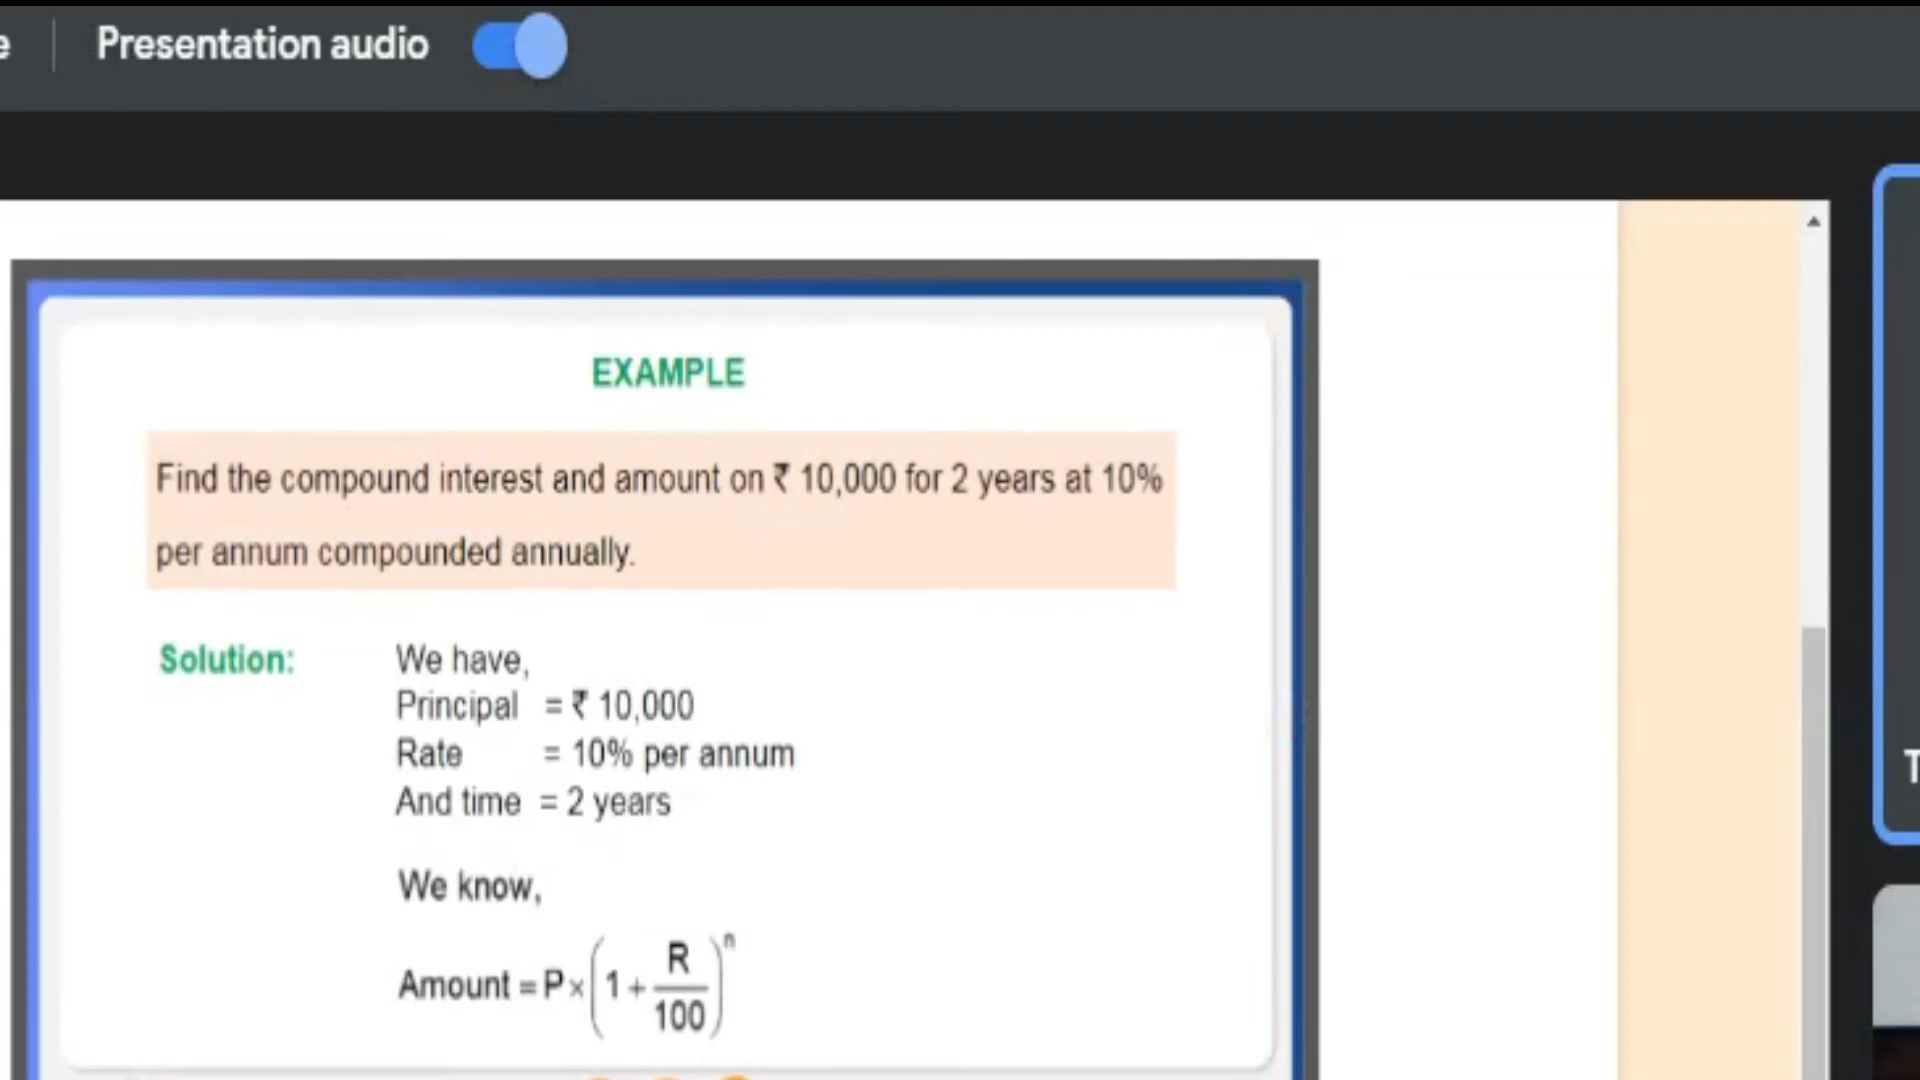 e
Presentation audio
EXAMPLE
Find the compound interest and amount on ₹ 10,000 for 2 years at 10%
per annum compounded annually.
Solution: We have,
Principal = ₹ 10,000
Rate = 10% per annum
And time = 2 years
We know,
Amount = P × (1 + R/100)^n
T